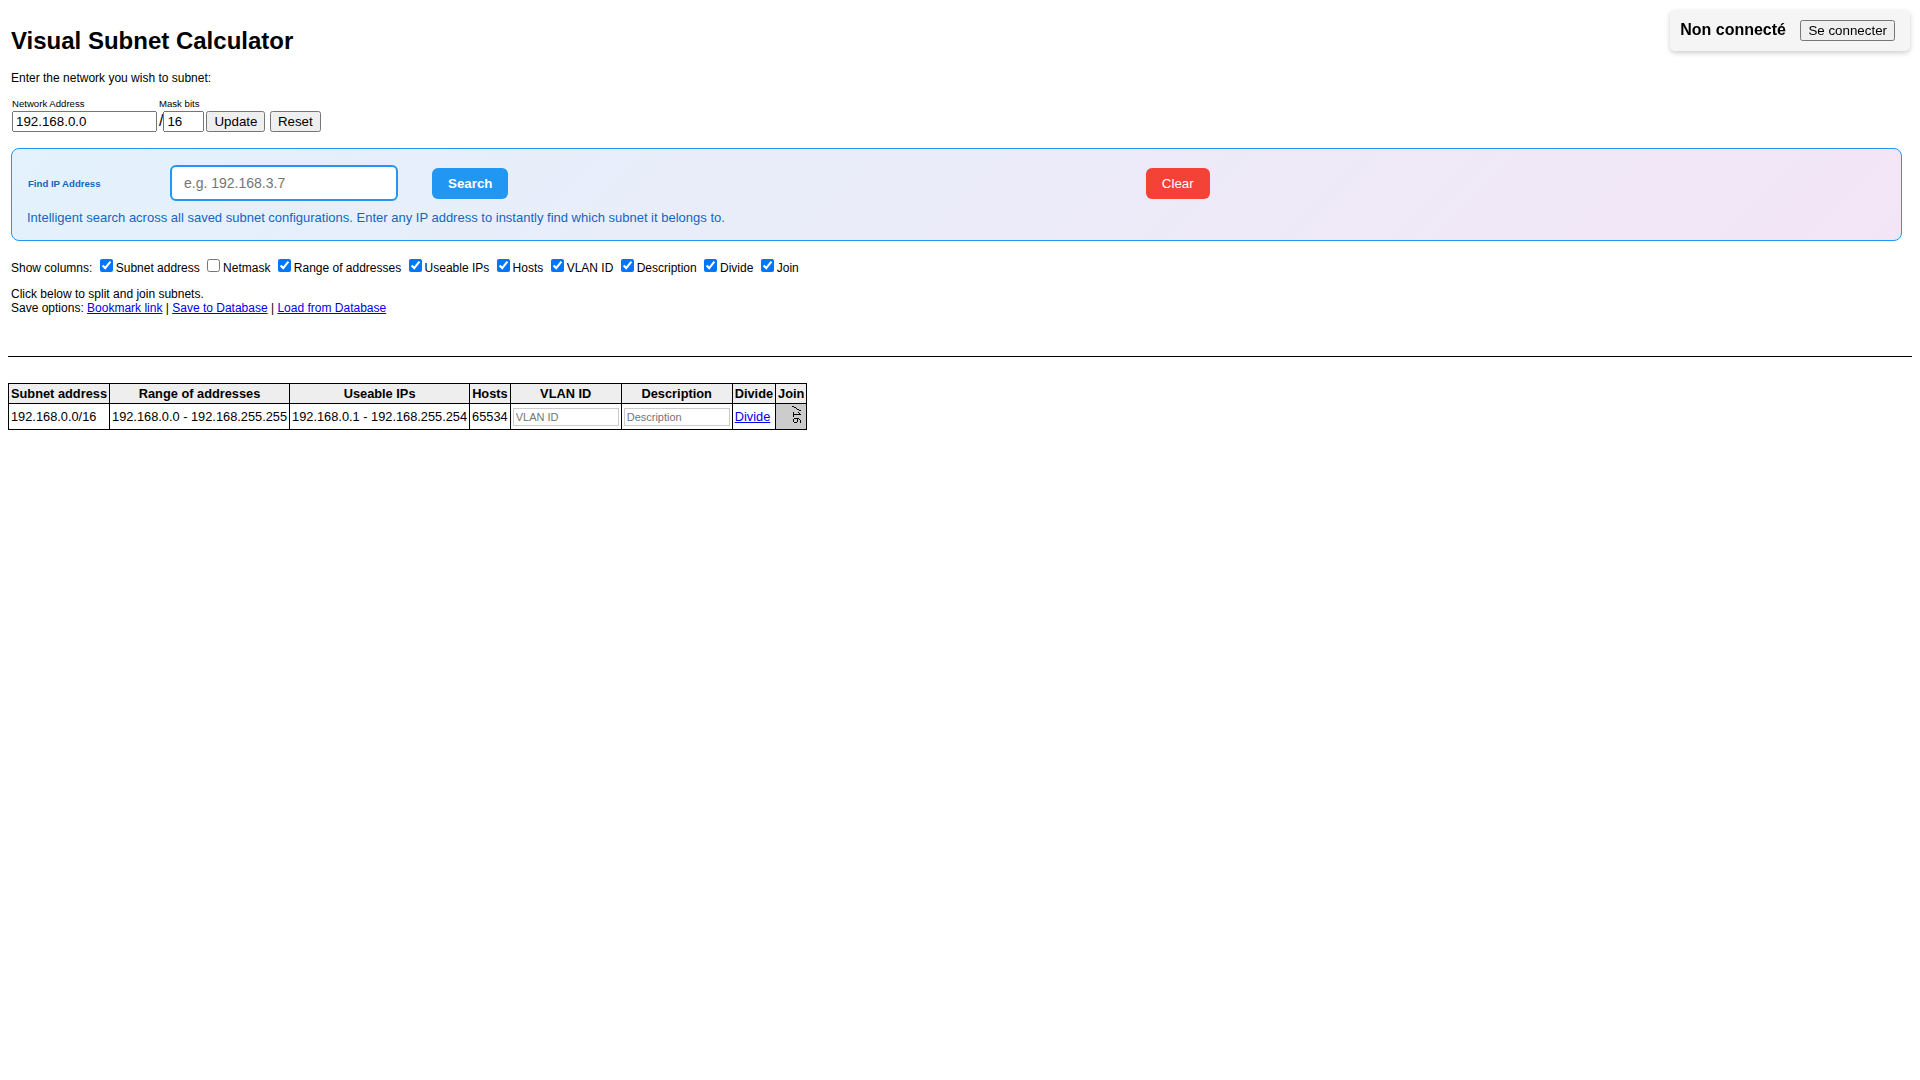 Visual Subnet Calculator
Non connecté Se connecter
Enter the network you wish to subnet:
Network Address Mask bits
192.168.0.0 / 16 Update Reset
Find IP Address e.g. 192.168.3.7 Search Clear
Intelligent search across all saved subnet configurations. Enter any IP address to instantly find which subnet it belongs to.
Show columns: Subnet address Netmask Range of addresses Useable IPs Hosts VLAN ID Description Divide Join
Click below to split and join subnets.
Save options: Bookmark link | Save to Database | Load from Database
Subnet address Range of addresses Useable IPs Hosts VLAN ID Description Divide Join
192.168.0.0/16 192.168.0.0 - 192.168.255.255 192.168.0.1 - 192.168.255.254 65534 VLAN ID Description Divide /16